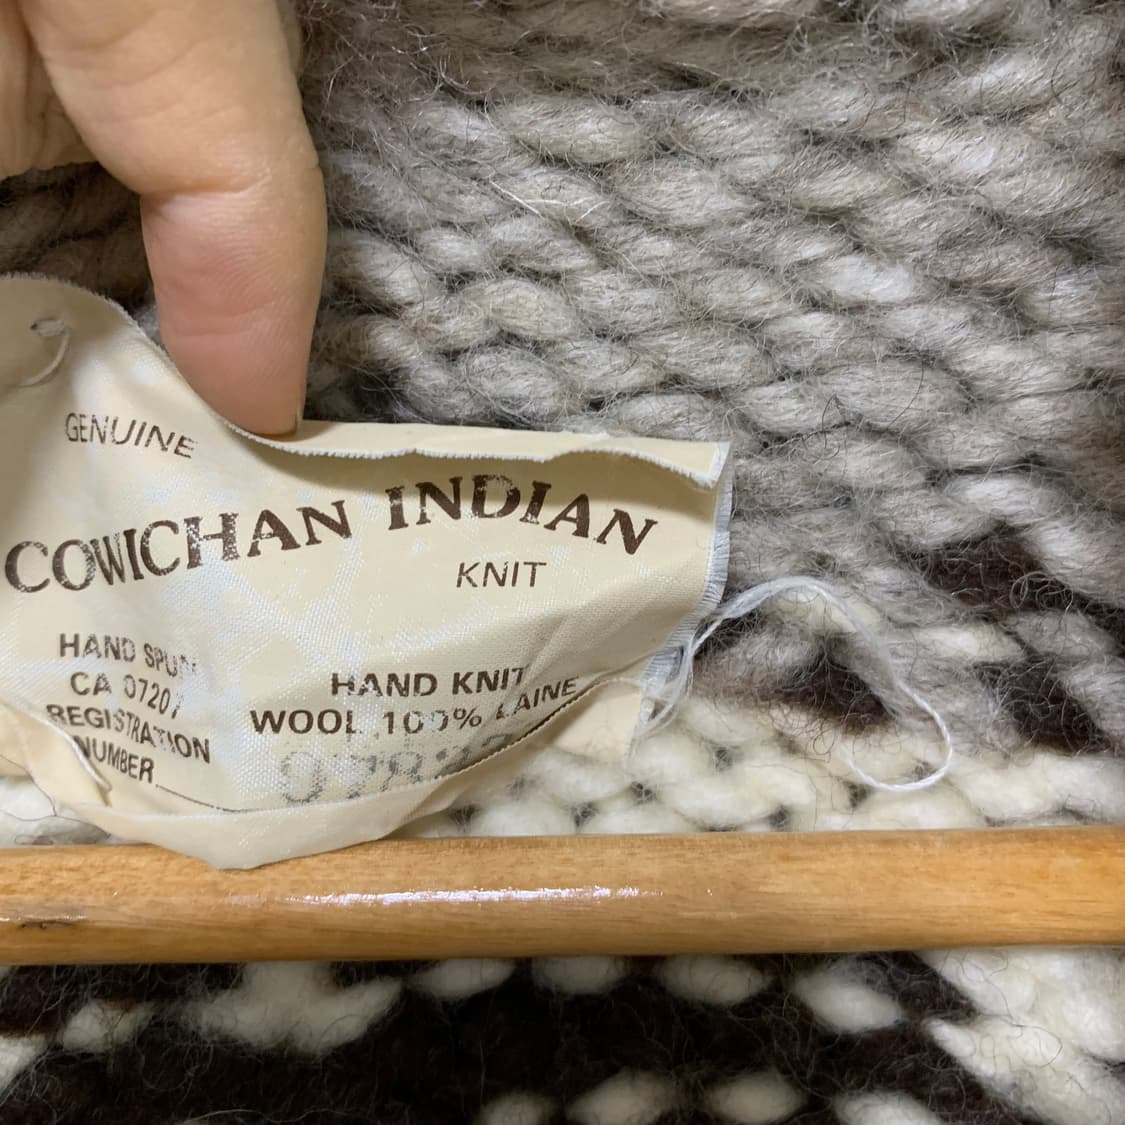 GENUINE
COWICHAN INDIAN
KNIT
HAND SPUN
CA 07207
REGISTRATION
NUMBER
HAND KNIT
WOOL 100% LAINE